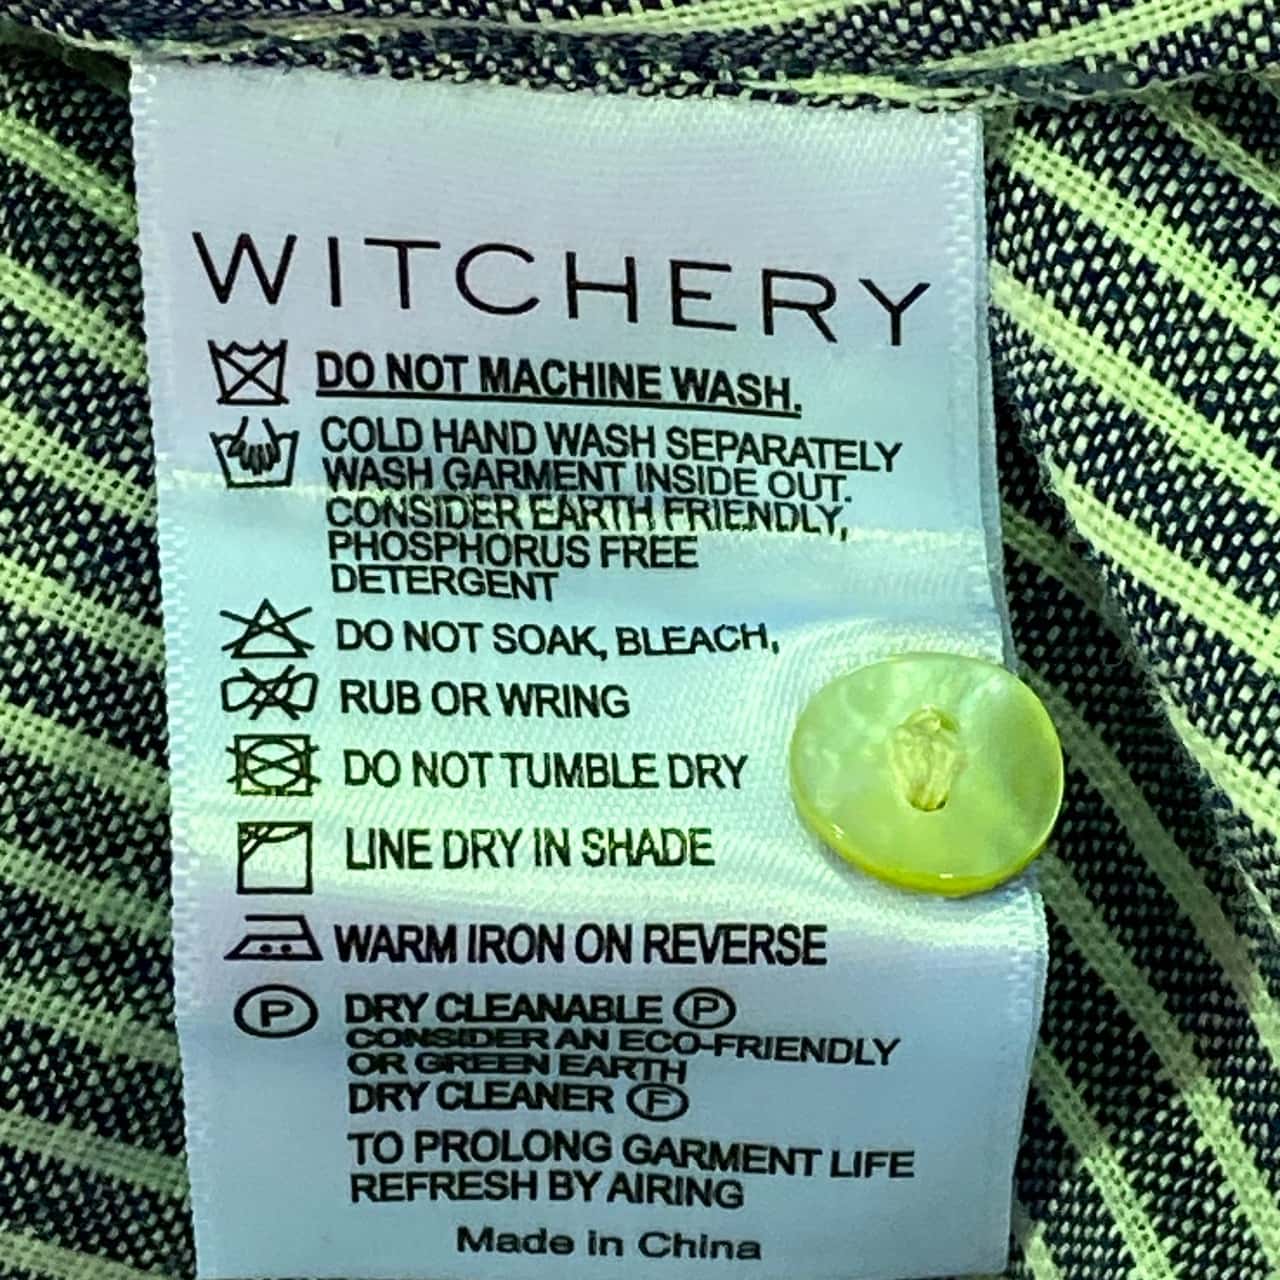 WITCHERY
DO NOT MACHINE WASH.
COLD HAND WASH SEPARATELY
WASH GARMENT INSIDE OUT.
CONSIDER EARTH FRIENDLY,
PHOSPHORUS FREE
DETERGENT
DO NOT SOAK, BLEACH,
RUB OR WRING
DO NOT TUMBLE DRY
LINE DRY IN SHADE
WARM IRON ON REVERSE
P DRY CLEANABLE P
CONSIDER AN ECO-FRIENDLY
OR GREEN EARTH
DRY CLEANER F
TO PROLONG GARMENT LIFE
REFRESH BY AIRING
Made in China